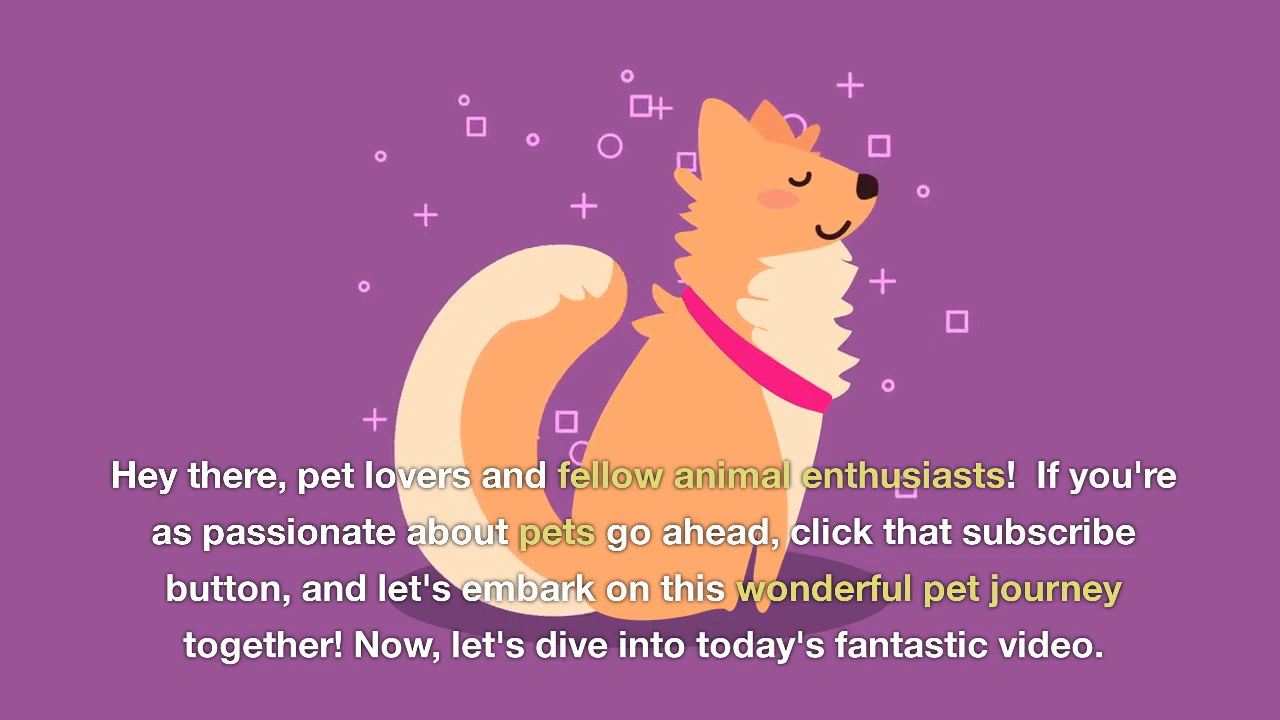 Hey there, pet lovers and fellow animal enthusiasts!  If you're
as passionate about pets go ahead, click that subscribe
button, and let's embark on this wonderful pet journey
together! Now, let's dive into today's fantastic video.